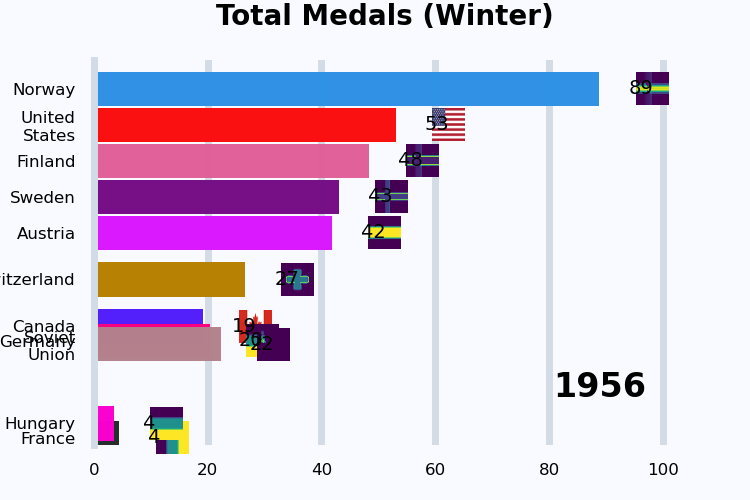 Total Medals (Winter)
Norway
89
United
States
53
Finland
48
Sweden
43
Austria
42
itzerland
27
Canada
19
Soviet
Germany
Union
22
1956
Hungary
4
France
4
0
20
40
60
80
100